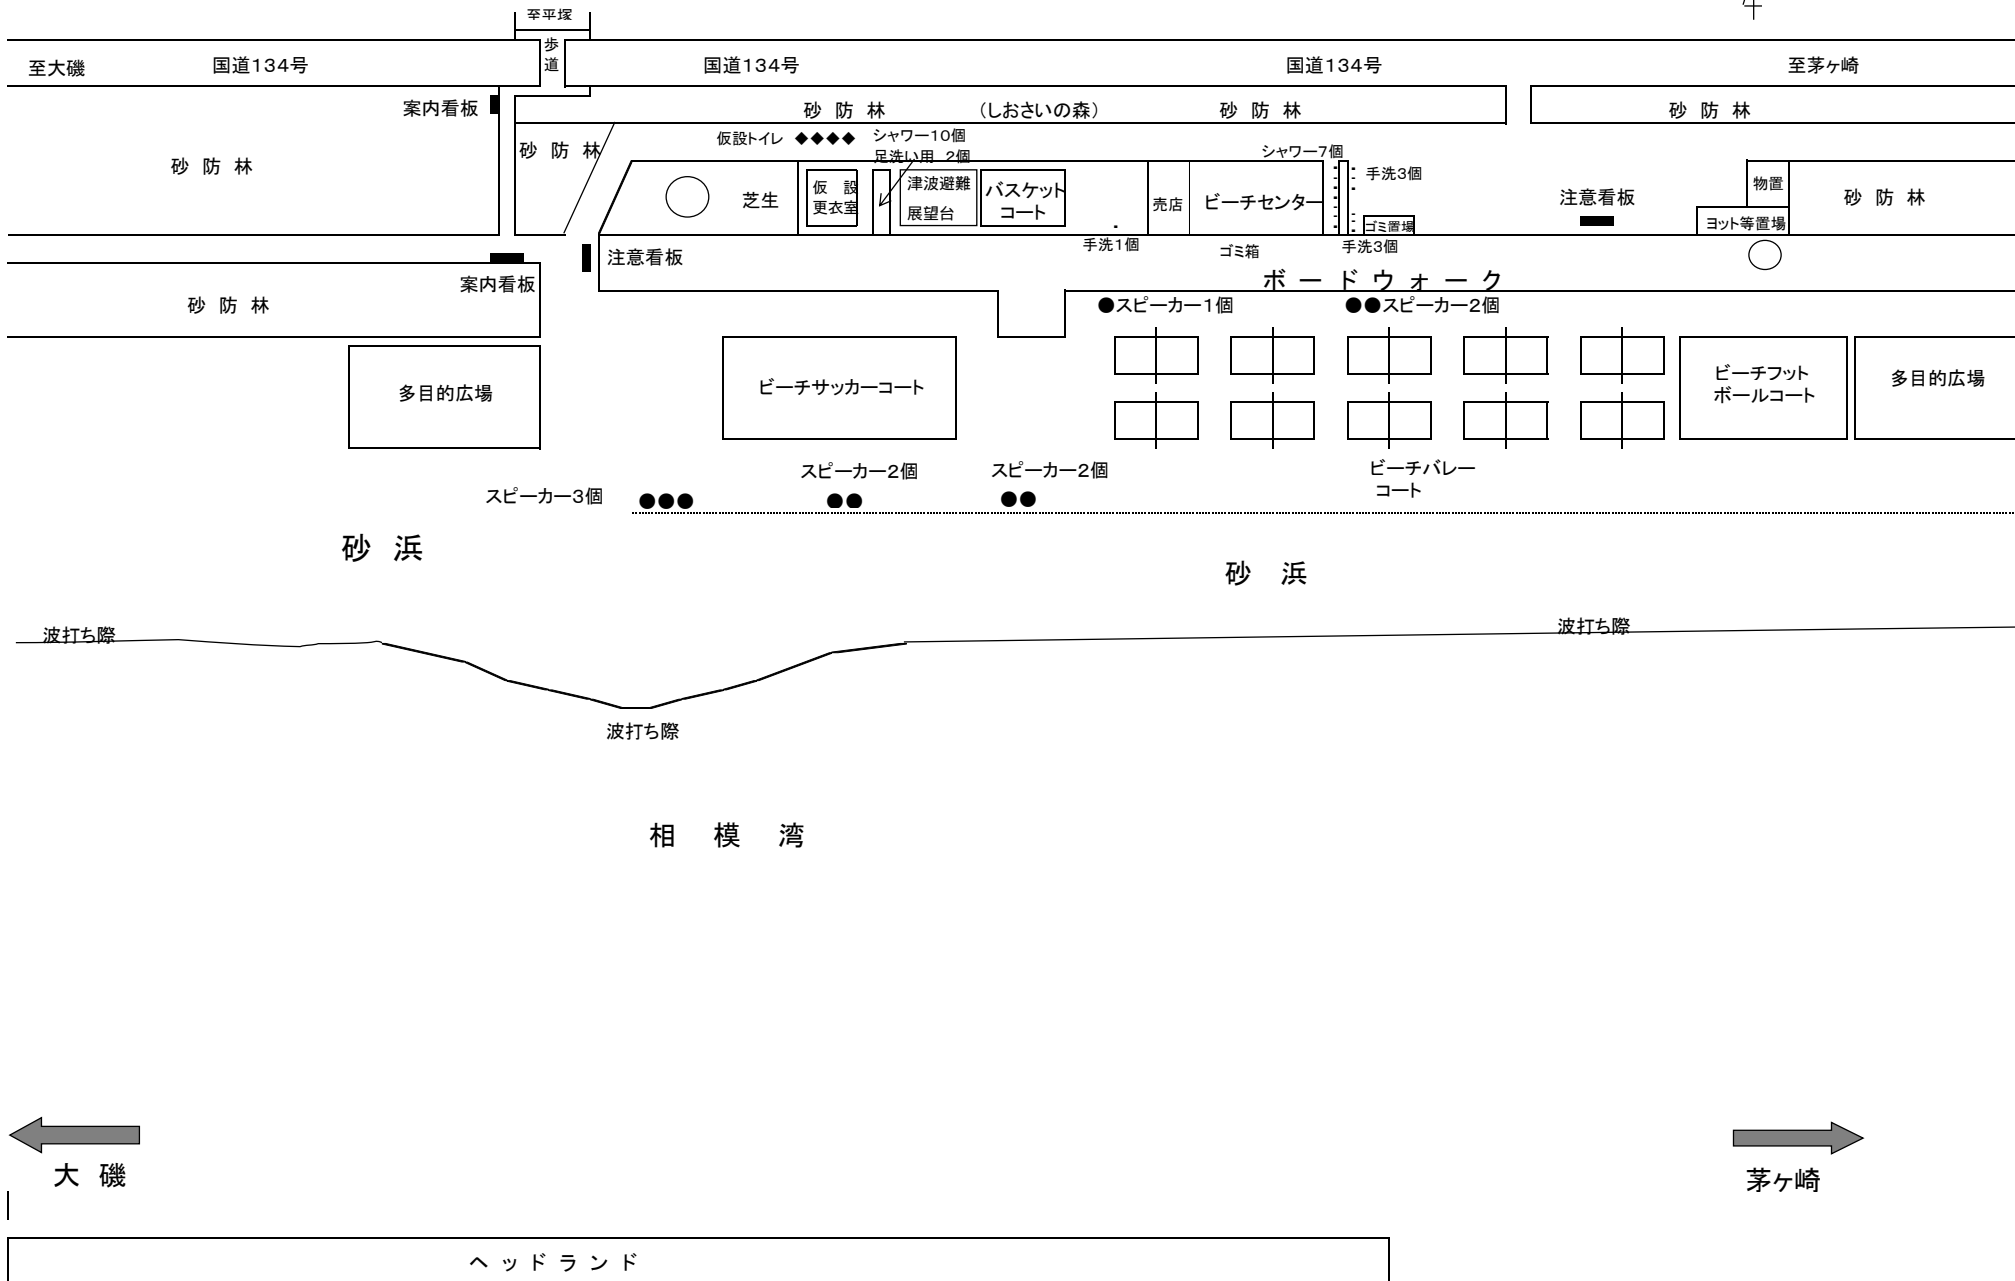 至平塚
歩道
至大磯
国道134号
国道134号
国道134号
至茅ヶ崎
案内看板
砂 防 林
(しおさいの森)
砂 防 林
砂 防 林
仮設トイレ ◆◆◆◆
シャワー10個
足洗い用 2個
砂 防 林
砂 防 林
シャワー7個
手洗3個
芝生
仮 設
更衣室
津波避難
展望台
バスケット
コート
売店
ビーチセンター
ゴミ置場
注意看板
物置
ヨット等置場
砂 防 林
手洗1個
ゴミ箱
手洗3個
注意看板
案内看板
ボードウォーク
砂 防 林
●スピーカー1個
●●スピーカー2個
多目的広場
ビーチサッカーコート
ビーチフット
ボールコート
多目的広場
スピーカー3個 ●●●
スピーカー2個
●●
スピーカー2個
●●
ビーチバレー
コート
砂 浜
砂 浜
波打ち際
波打ち際
波打ち際
相 模 湾
大 磯
茅ヶ崎
ヘッドランド